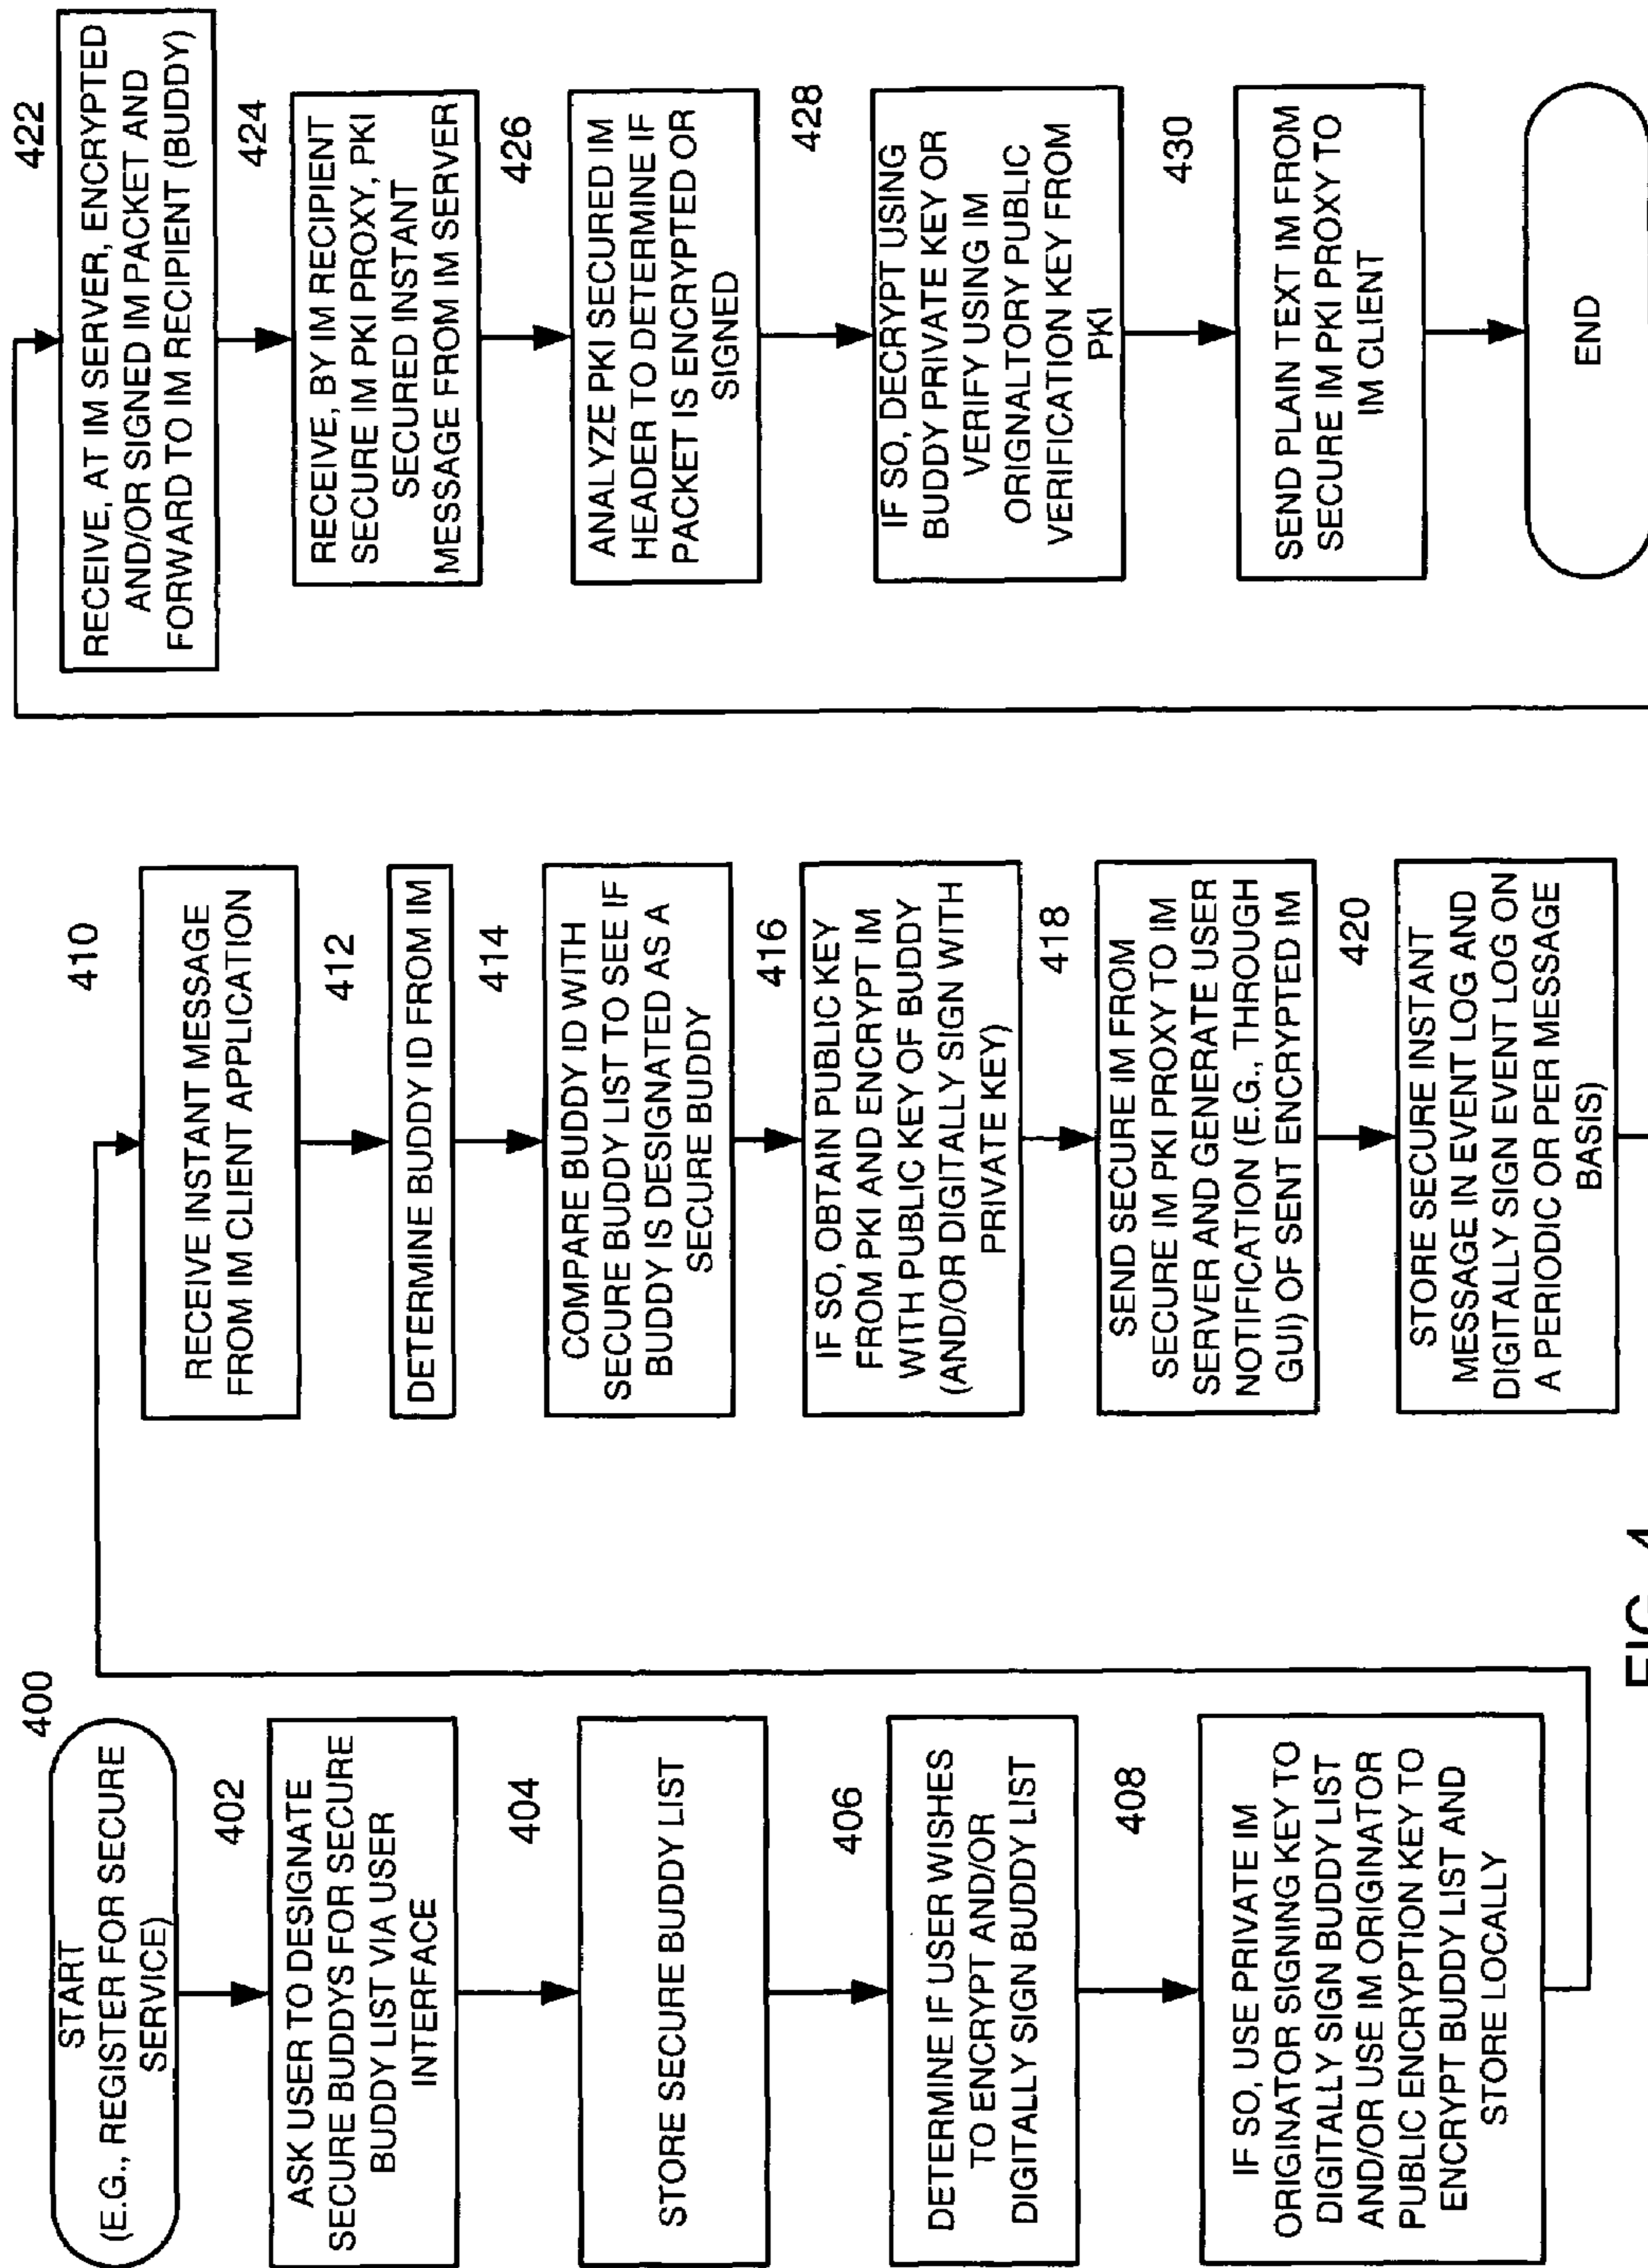 400
START
(E.G., REGISTER FOR SECURE
SERVICE)
402
ASK USER TO DESIGNATE
SECURE BUDDYS FOR SECURE
BUDDY LIST VIA USER
INTERFACE
404
STORE SECURE BUDDY LIST
406
DETERMINE IF USER WISHES
TO ENCRYPT AND/OR
DIGITALLY SIGN BUDDY LIST
408
IF SO, USE PRIVATE IM
ORIGINATOR SIGNING KEY TO
DIGITALLY SIGN BUDDY LIST
AND/OR USE IM ORIGINATOR
PUBLIC ENCRYPTION KEY TO
ENCRYPT BUDDY LIST AND
STORE LOCALLY
410
RECEIVE INSTANT MESSAGE
FROM IM CLIENT APPLICATION
412
DETERMINE BUDDY ID FROM IM
414
COMPARE BUDDY ID WITH
SECURE BUDDY LIST TO SEE IF
BUDDY IS DESIGNATED AS A
SECURE BUDDY
416
IF SO, OBTAIN PUBLIC KEY
FROM PKI AND ENCRYPT IM
WITH PUBLIC KEY OF BUDDY
(AND/OR DIGITALLY SIGN WITH
PRIVATE KEY)
418
SEND SECURE IM FROM
SECURE IM PKI PROXY TO IM
SERVER AND GENERATE USER
NOTIFICATION (E.G., THROUGH
GUI) OF SENT ENCRYPTED IM
420
STORE SECURE INSTANT
MESSAGE IN EVENT LOG AND
DIGITALLY SIGN EVENT LOG ON
A PERIODIC OR PER MESSAGE
BASIS)
422
RECEIVE, AT IM SERVER, ENCRYPTED
AND/OR SIGNED IM PACKET AND
FORWARD TO IM RECIPIENT (BUDDY)
424
RECEIVE, BY IM RECIPIENT
SECURE IM PKI PROXY, PKI
SECURED INSTANT
MESSAGE FROM IM SERVER
426
ANALYZE PKI SECURED IM
HEADER TO DETERMINE IF
PACKET IS ENCRYPTED OR
SIGNED
428
IF SO, DECRYPT USING
BUDDY PRIVATE KEY OR
VERIFY USING IM
ORIGNALTORY PUBLIC
VERIFICATION KEY FROM
PKI
430
SEND PLAIN TEXT IM FROM
SECURE IM PKI PROXY TO
IM CLIENT
END
FIG. 4